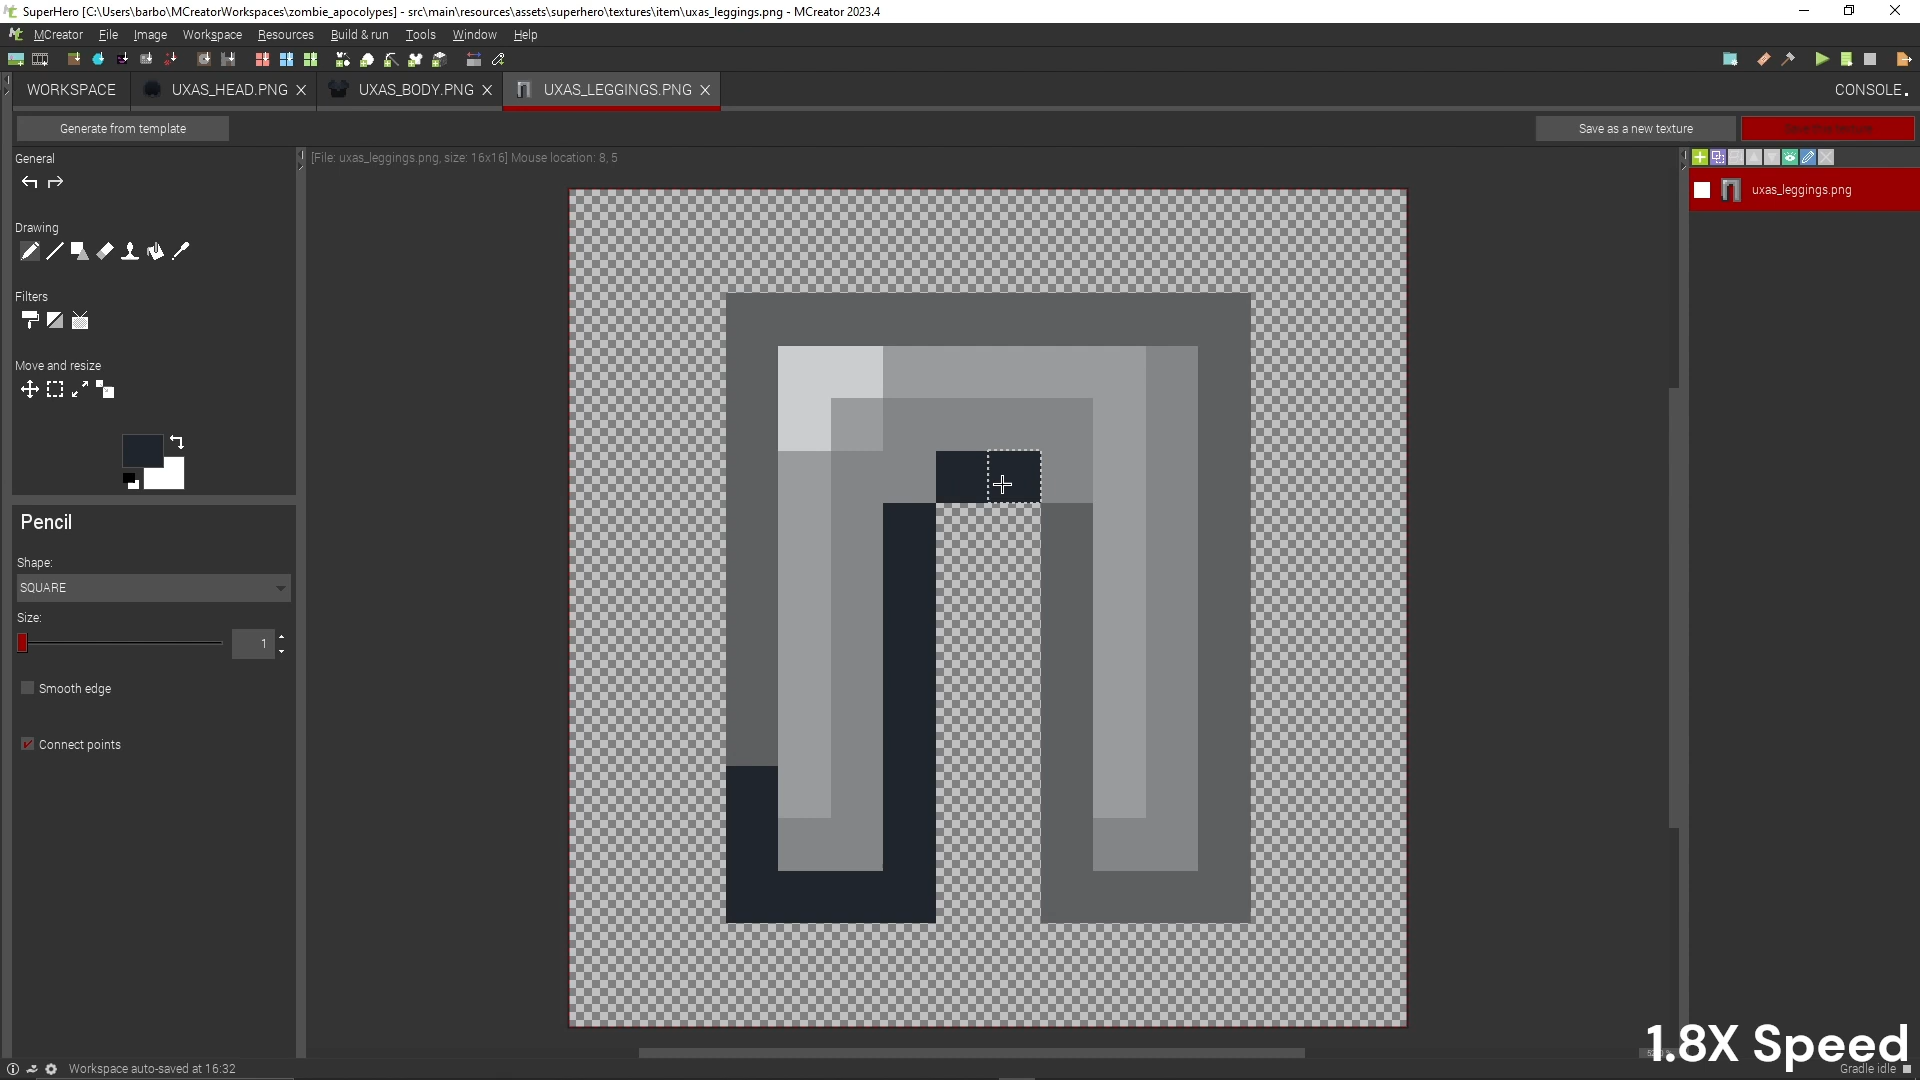 SuperHero [C:\Users\barbo\MCreatorWorkspaces\zombie_apocolypes] - src\main\resources\assets\superhero\textures\item\uxas_leggings.png - MCreator 2023.4
MCreator File Image Workspace Resources Build & run Tools Window Help
WORKSPACE UXAS_HEAD.PNG UXAS_BODY.PNG UXAS_LEGGINGS.PNG CONSOLE
Generate from template Save as a new texture
General [File: uxas_leggings.png, size: 16x16] Mouse location: 8, 5
uxas_leggings.png
Drawing
Filters
Move and resize
Pencil
Shape:
SQUARE
Size:
1
Smooth edge
Connect points
1.8X Speed
Workspace auto-saved at 16:32 Gradle idle